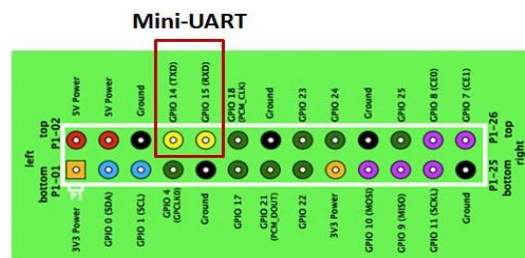 Mini-UART
5V Power
5V Power
Ground
GPIO 14 (TXD)
GPIO 15 (RXD)
GPIO 18
(PCM_CLK)
Ground
GPIO 23
GPIO 24
Ground
GPIO 25
GPIO 8 (CE0)
GPIO 7 (CE1)
left
top
P1-02
bottom
P1-01
P1
top
P1-26
right
bottom
P1-25
3V3 Power
GPIO 0 (SDA)
GPIO 1 (SCL)
GPIO 4
(GPCLK0)
Ground
GPIO 17
GPIO 21
(PCM_DOUT)
GPIO 22
3V3 Power
GPIO 10 (MOSI)
GPIO 9 (MISO)
GPIO 11 (SCKL)
Ground